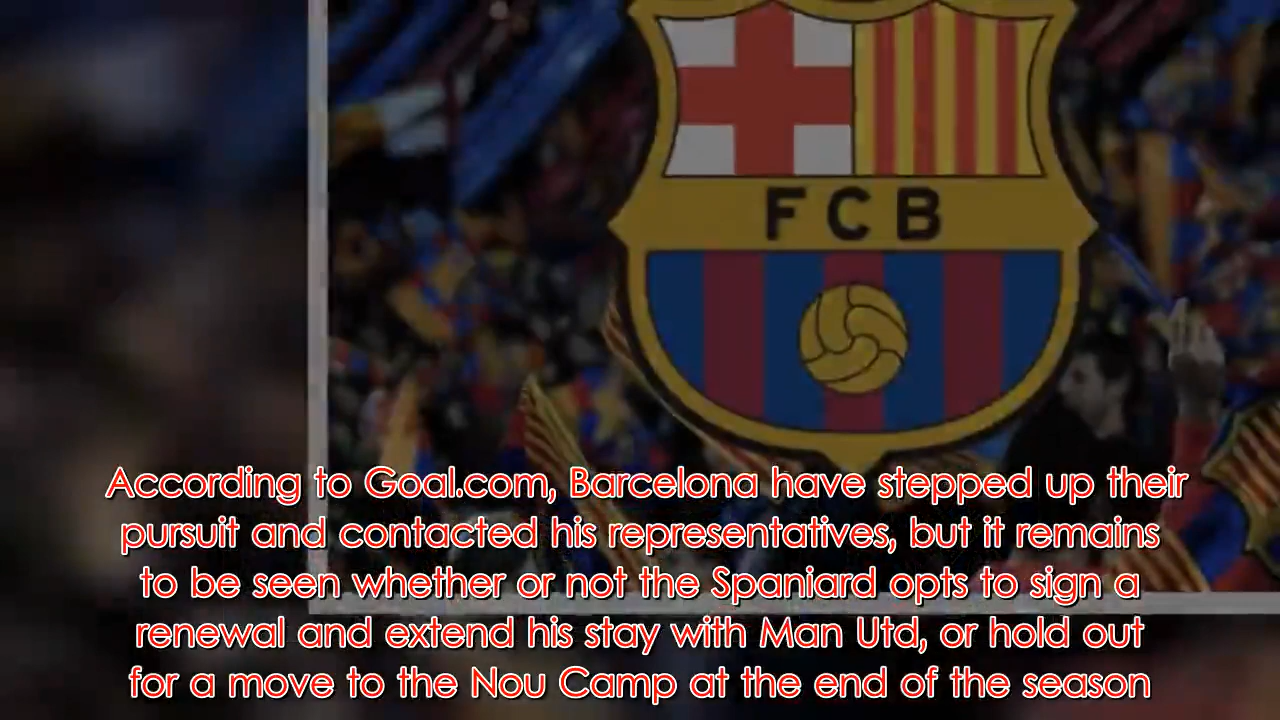 FCB
According to Goal.com, Barcelona have stepped up their
pursuit and contacted his representatives, but it remains
to be seen whether or not the Spaniard opts to sign a
renewal and extend his stay with Man Utd, or hold out
for a move to the Nou Camp at the end of the season